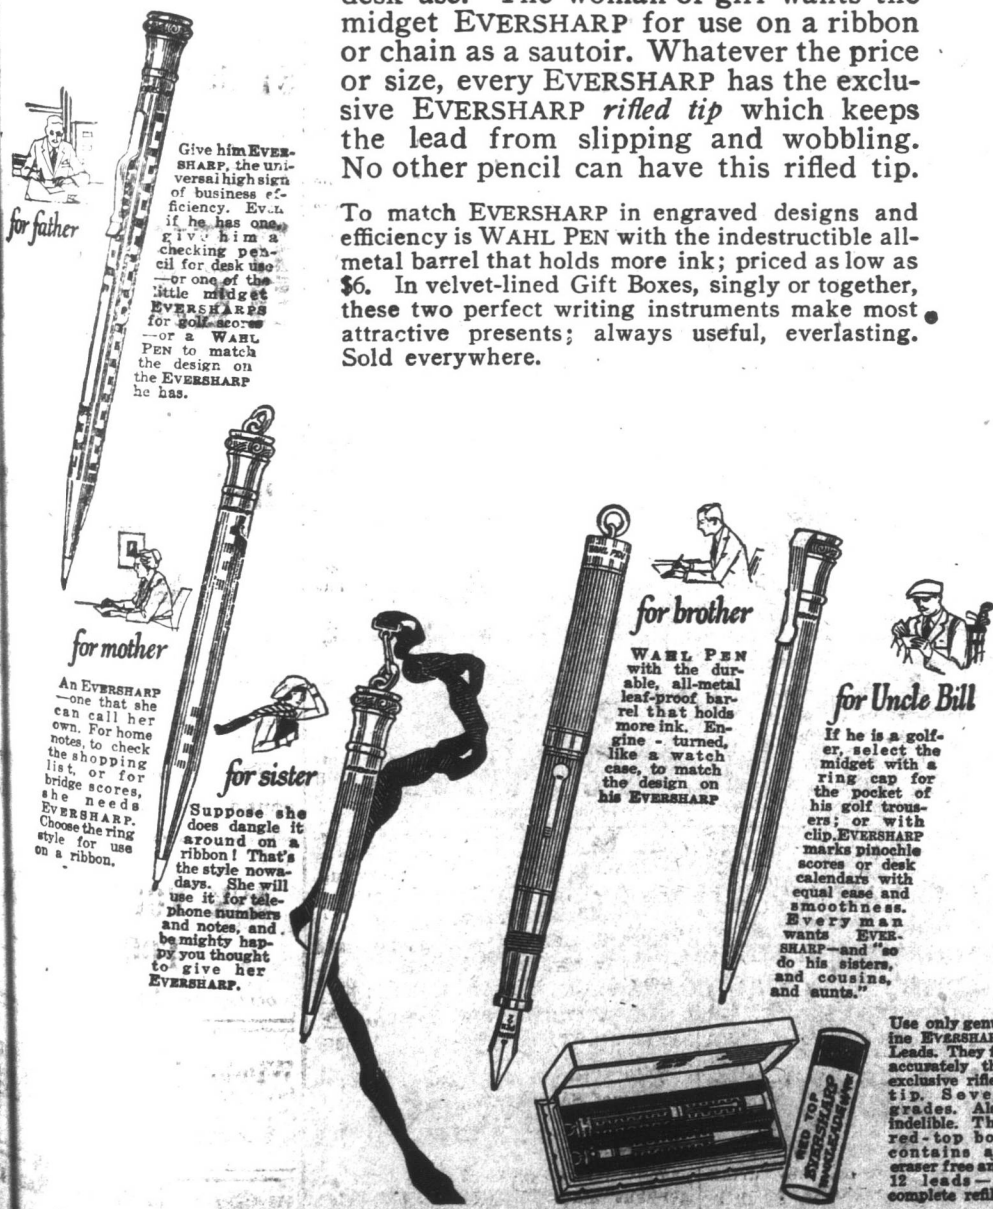 midget EVERSHARP for use on a ribbon
or chain as a sautoir. Whatever the price
or size, every EVERSHARP has the exclu-
sive EVERSHARP rifled tip which keeps
the lead from slipping and wobbling.
No other pencil can have this rifled tip.
To match EVERSHARP in engraved designs and
efficiency is WAHL PEN with the indestructible all-
metal barrel that holds more ink; priced as low as
$6. In velvet-lined Gift Boxes, singly or together,
these two perfect writing instruments make most
attractive presents; always useful, everlasting.
Sold everywhere.
for father
Give him EVER-
SHARP, the uni-
versal high sign
of business ef-
ficiency.
if he has one,
give him a
checking pen-
cil for desk use
—or one of the
little midget
EVERSHARPS
for golf scores
—or a WAHL
PEN to match
the design on
the EVERSHARP
he has.
for mother
An EVERSHARP
—one that she
can call her
own. For home
notes, to check
the shopping
list, or for
bridge scores,
she needs
EVERSHARP.
Choose the ring
style for use
on a ribbon.
for sister
Suppose she
does dangle it
around on a
ribbon! That's
the style nowa-
days. She will
use it for tele-
phone numbers
and notes, and
be mighty hap-
py you thought
to give her
EVERSHARP.
WAHL PEN
for brother
WAHL PEN
with the dur-
able, all-metal
leaf-proof bar-
rel that holds
more ink. En-
gine-turned,
like a watch
case, to match
the design on
his EVERSHARP
for Uncle Bill
If he is a golf-
er, select the
midget with a
ring cap for
the pocket of
his golf trous-
ers; or with
clip. EVERSHARP
marks pinochle
scores or desk
calendars with
equal ease and
smoothness.
Every man
wants EVER-
SHARP—and "so
do his sisters,
and cousins,
and aunts."
RED TOP
EVERSHARP
Use only genu
ine EVERSHAR
Leads. They f
accurately th
exclusive rifle
tip. Seve
grades. Al
indelible. Th
red-top bo
contains a
eraser free an
12 leads—
complete refil